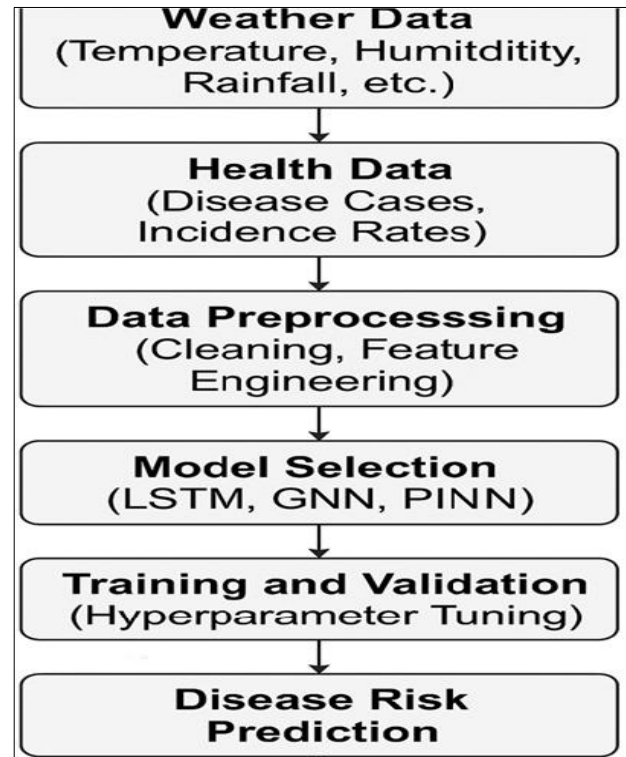 Weather Data
(Temperature, Humitditity,
Rainfall, etc.)
Health Data
(Disease Cases,
Incidence Rates)
Data Preprocesssing
(Cleaning, Feature
Engineering)
Model Selection
(LSTM, GNN, PINN)
Training and Validation
(Hyperparameter Tuning)
Disease Risk
Prediction